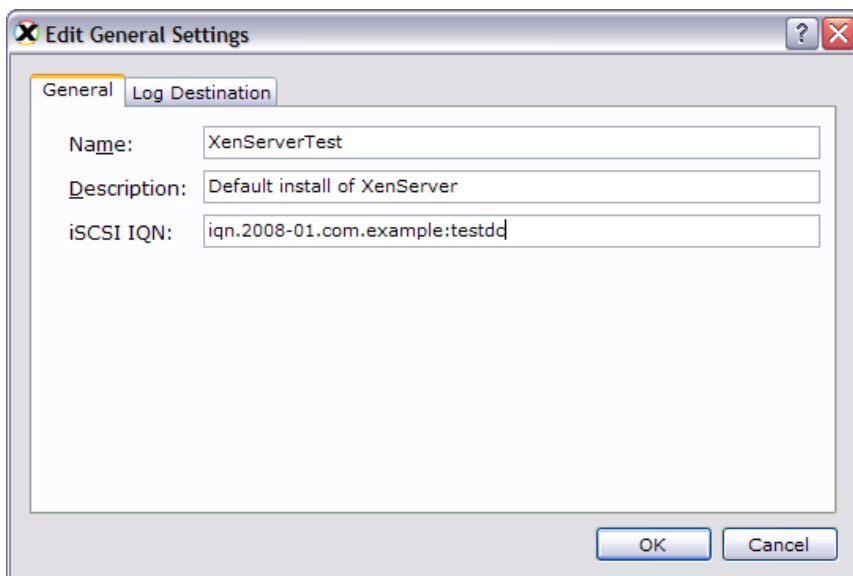 Edit General Settings
General
Log Destination
Name:
XenServerTest
Description:
Default install of XenServer
iSCSI IQN:
iqn.2008-01.com.example:testdc
OK
Cancel